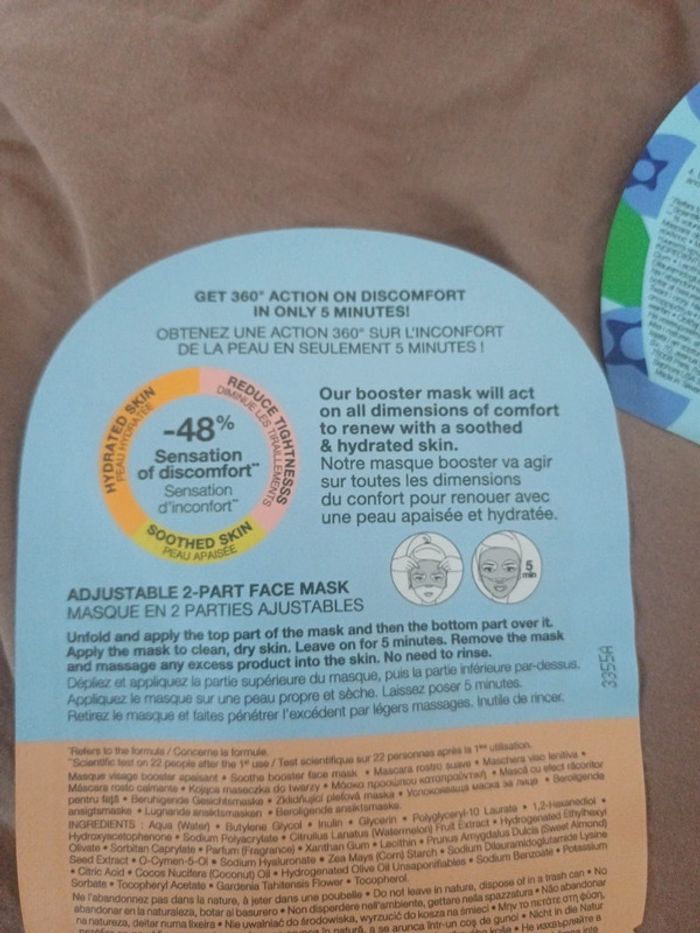 GET 360° ACTION ON DISCOMFORT
IN ONLY 5 MINUTES!
OBTENEZ UNE ACTION 360° SUR L'INCONFORT
DE LA PEAU EN SEULEMENT 5 MINUTES !
HYDRATED SKIN
PEAU HYDRATÉE
REDUCE TIGHTNESSS
DIMINUE LES TIRAILLEMENTS
-48%
Sensation
of discomfort**
Sensation
d'inconfort**
SOOTHED SKIN
PEAU APAISÉE
Our booster mask will act
on all dimensions of comfort
to renew with a soothed
& hydrated skin.
Notre masque booster va agir
sur toutes les dimensions
du confort pour renouer avec
une peau apaisée et hydratée.
5
min
ADJUSTABLE 2-PART FACE MASK
MASQUE EN 2 PARTIES AJUSTABLES
Unfold and apply the top part of the mask and then the bottom part over it.
Apply the mask to clean, dry skin. Leave on for 5 minutes. Remove the mask
and massage any excess product into the skin. No need to rinse.
Dépliez et appliquez la partie supérieure du masque, puis la partie inférieure par-dessus.
Appliquez le masque sur une peau propre et sèche. Laissez poser 5 minutes.
Retirez le masque et faites pénétrer l'excédent par légers massages. Inutile de rincer.
3355A
*Refers to the formula / Concerne la formule.
**Scientific test on 22 people after the 1st use / Test scientifique sur 22 personnes après la 1ère utilisation.
Masque visage booster apaisant • Soothe booster face mask • Mascara rostro suave • Maschera viso lenitiva •
Máscara rosto calmante • Kojąca maseczka do twarzy • Μάσκα προσώπου καταπραϋντική • Mască cu efect răcoritor
pentru față • Beruhigende Gesichtsmaske • Zklidňující pleťová maska • Успокояваща маска за лице • Beroligende
ansigtsmaske • Lugnande ansiktsmasken • Beroligende ansiktsmaske.
INGREDIENTS : Aqua (Water) • Butylene Glycol • Inulin • Glycerin • Polyglyceryl-10 Laurate • 1,2-Hexanediol •
Hydroxyacetophenone • Sodium Polyacrylate • Citrullus Lanatus (Watermelon) Fruit Extract • Hydrogenated Ethylhexyl
Olivate • Sorbitan Caprylate • Parfum (Fragrance) • Xanthan Gum • Lecithin • Prunus Amygdalus Dulcis (Sweet Almond)
Seed Extract • O-Cymen-5-Ol • Sodium Hyaluronate • Zea Mays (Corn) Starch • Sodium Dilauramidoglutamide Lysine
• Citric Acid • Cocos Nucifera (Coconut) Oil • Hydrogenated Olive Oil Unsaponifiables • Sodium Benzoate • Potassium
Sorbate • Tocopheryl Acetate • Gardenia Tahitensis Flower • Tocopherol.
Ne l'abandonnez pas dans la nature, à jeter dans une poubelle • Do not leave in nature, dispose of in a trash can • No
abandonar en la naturaleza, botar al basurero • Non disperdere nell'ambiente, gettare nella spazzatura • Não abandonar
na natureza, deitar numa lixeira • Nie uwalniać do środowiska, wyrzucić do kosza na śmieci • Μην το πετάτε στη φύση,
in natură, a se arunca într-un coș de gunoi • Nicht in die Natur